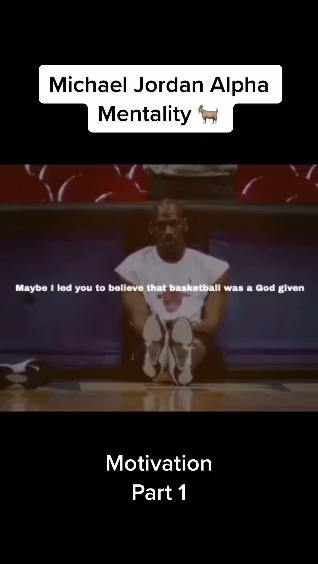 Michael Jordan Alpha
Mentality 🐐
Maybe I led you to believe that basketball was a God given
Motivation
Part 1